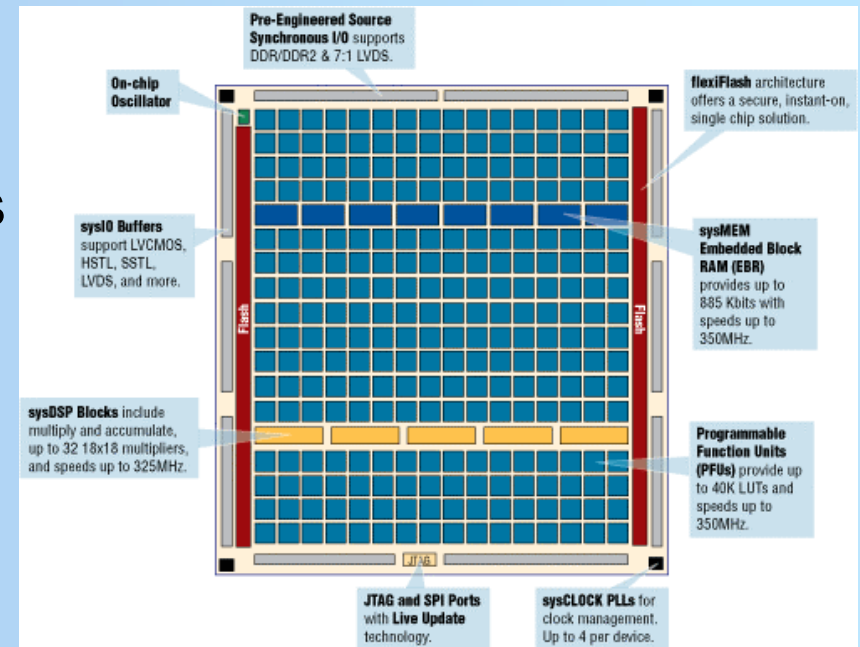 Pre-Engineered Source
Synchronous I/O supports
DDR/DDR2 & 7:1 LVDS.
On-chip
Oscillator
flexiFlash architecture
offers a secure, instant-on,
single chip solution.
s
sysIO Buffers
support LVCMOS,
HSTL, SSTL,
LVDS, and more.
sysMEM
Embedded Block
RAM (EBR)
provides up to
885 Kbits with
speeds up to
350MHz.
Flash
Flash
sysDSP Blocks include
multiply and accumulate,
up to 32 18x18 multipliers,
and speeds up to 325MHz.
Programmable
Function Units
(PFUs) provide up
to 40K LUTs and
speeds up to
350MHz.
JTAG
JTAG and SPI Ports
with Live Update
technology.
sysCLOCK PLLs for
clock management.
Up to 4 per device.